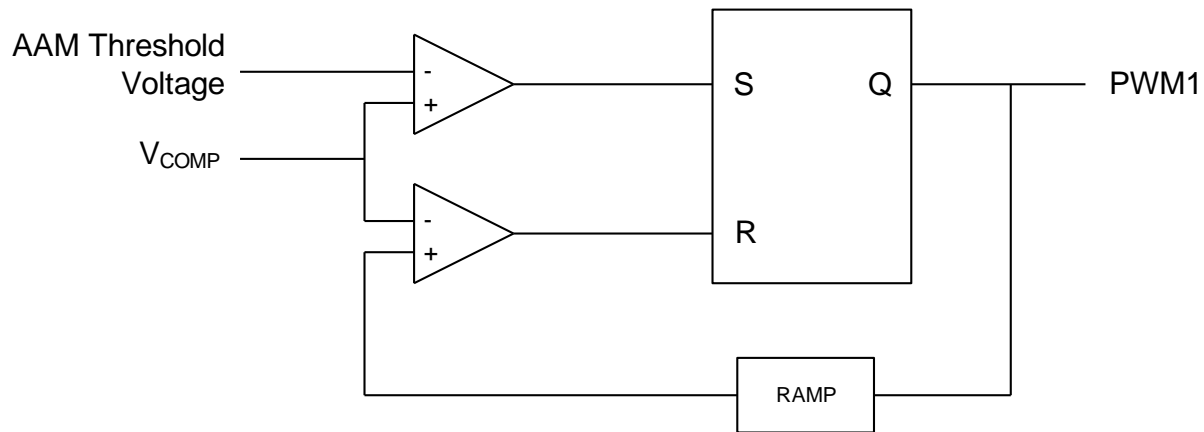 AAM Threshold
Voltage
V_COMP
-
+
-
+
S
Q
R
PWM1
RAMP